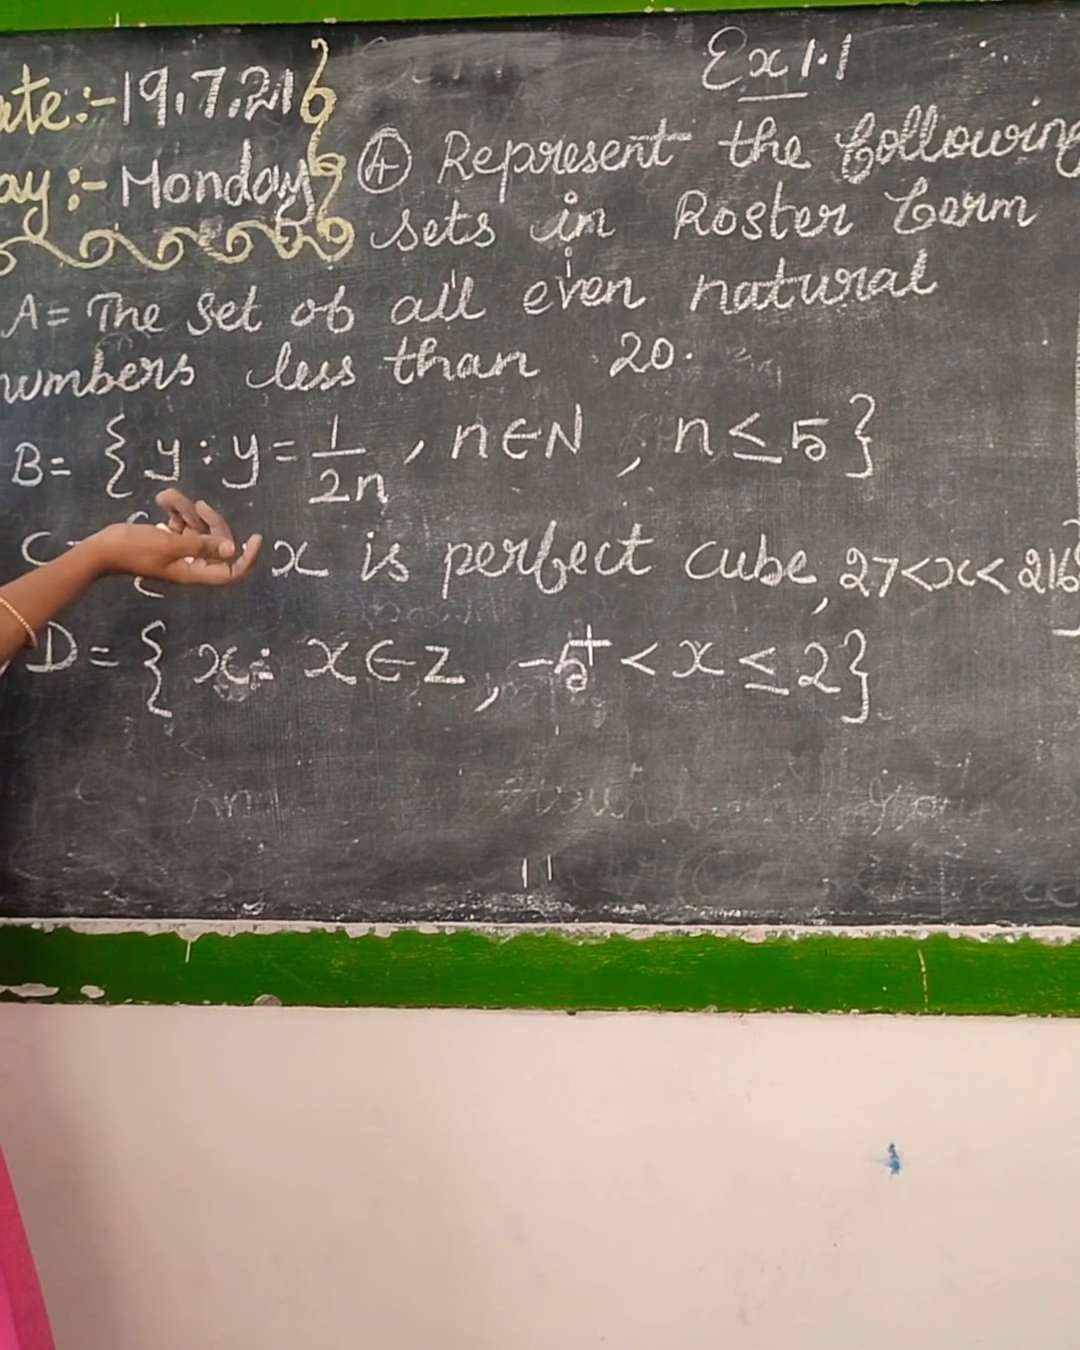 ate:-19.7.21
ay:- Monday
Ex 1.1
④ Represent the following
sets in Roster form
A= The set of all even natural
numbers less than 20.
B= { y : y = 1/2n , n∈N , n≤5 }
C= { x is perfect cube, 27<x<216
D= { x: x∈Z, -5<x≤2}